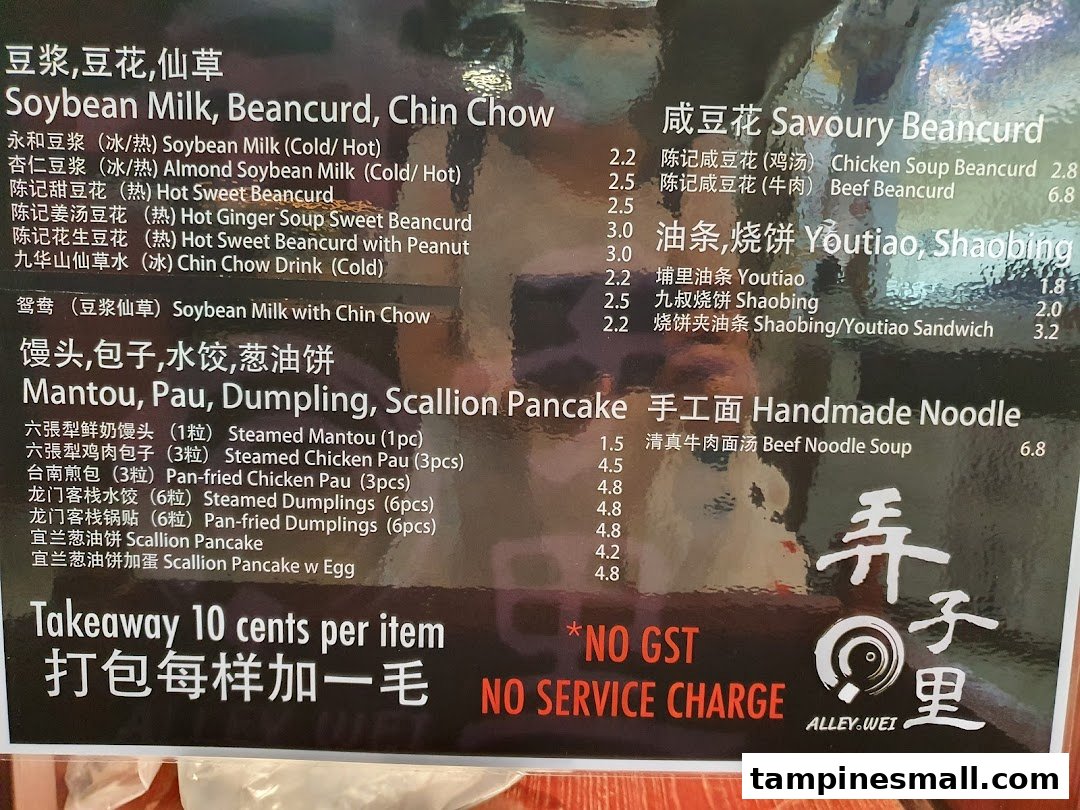 豆浆,豆花,仙草
Soybean Milk, Beancurd, Chin Chow
永和豆浆（冰/热) Soybean Milk (Cold/ Hot) 2.2
杏仁豆浆（冰/热) Almond Soybean Milk (Cold/ Hot) 2.5
陈记甜豆花（热) Hot Sweet Beancurd 2.5
陈记姜汤豆花 （热) Hot Ginger Soup Sweet Beancurd 3.0
陈记花生豆花 （热) Hot Sweet Beancurd with Peanut 3.0
九华山仙草水（冰) Chin Chow Drink (Cold) 2.2
2.5
鸳鸯 （豆浆仙草）Soybean Milk with Chin Chow 2.2
馒头,包子,水饺,葱油饼
Mantou, Pau, Dumpling, Scallion Pancake
六張犁鲜奶馒头 （1粒） Steamed Mantou (1pc) 1.5
六張犁鸡肉包子（3粒） Steamed Chicken Pau (3pcs) 4.5
台南煎包（3粒）Pan-fried Chicken Pau (3pcs) 4.8
龙门客栈水饺（6粒）Steamed Dumplings (6pcs) 4.8
龙门客栈锅贴（6粒）Pan-fried Dumplings (6pcs) 4.8
宜兰葱油饼 Scallion Pancake 4.2
宜兰葱油饼加蛋 Scallion Pancake w Egg 4.8
咸豆花 Savoury Beancurd
陈记咸豆花 (鸡汤） Chicken Soup Beancurd 2.8
陈记咸豆花 (牛肉） Beef Beancurd 6.8
油条,烧饼 Youtiao, Shaobing
埔里油条 Youtiao 1.8
九叔烧饼 Shaobing 2.0
烧饼夹油条 Shaobing/Youtiao Sandwich 3.2
手工面 Handmade Noodle
清真牛肉面汤 Beef Noodle Soup 6.8
Takeaway 10 cents per item
打包每样加一毛
*NO GST
NO SERVICE CHARGE
弄子里
ALLEY WEI
tampinesmall.com